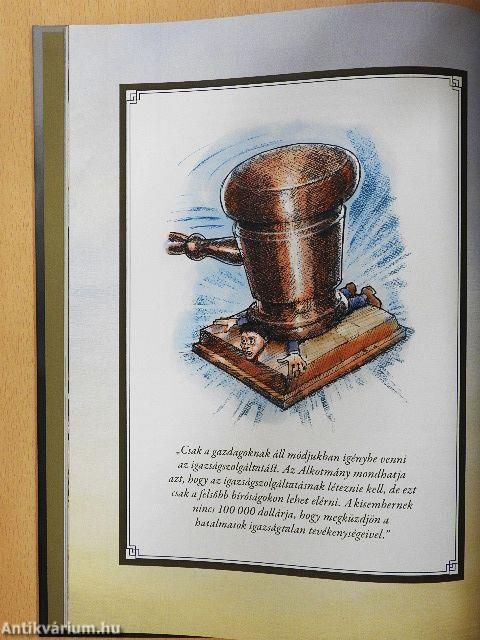 „Csak a gazdagoknak áll módjukban igénybe venni
az igazságszolgáltatást. Az Alkotmány mondhatja
azt, hogy az igazságszolgáltatásnak léteznie kell, de ezt
csak a felsőbb bíróságokon lehet elérni. A kisembernek
nincs 100 000 dollárja, hogy megküzdjön a
hatalmasok igazságtalan tevékenységeivel.”
Antikvárium.hu